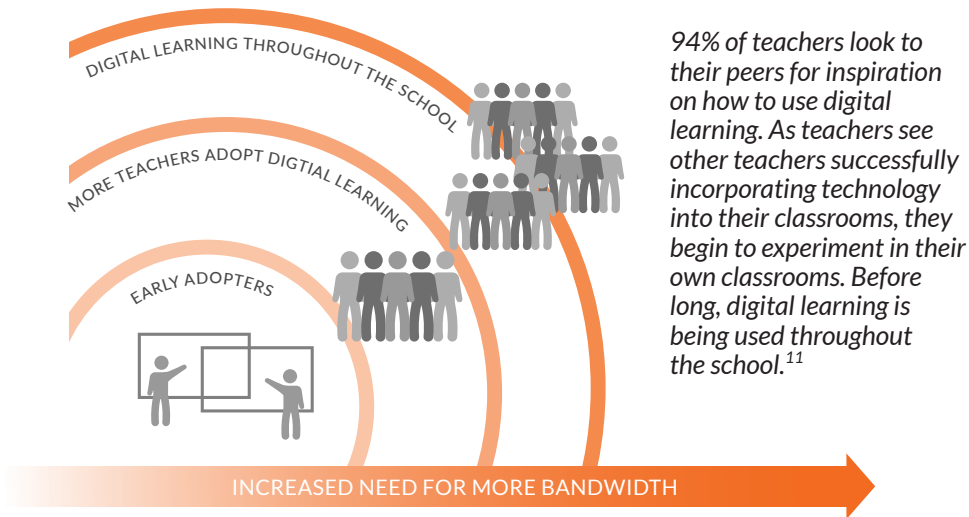 DIGITAL LEARNING THROUGHOUT THE SCHOOL
MORE TEACHERS ADOPT DIGTIAL LEARNING
EARLY ADOPTERS
94% of teachers look to
their peers for inspiration
on how to use digital
learning. As teachers see
other teachers successfully
incorporating technology
into their classrooms, they
begin to experiment in their
own classrooms. Before
long, digital learning is
being used throughout
the school.11
INCREASED NEED FOR MORE BANDWIDTH